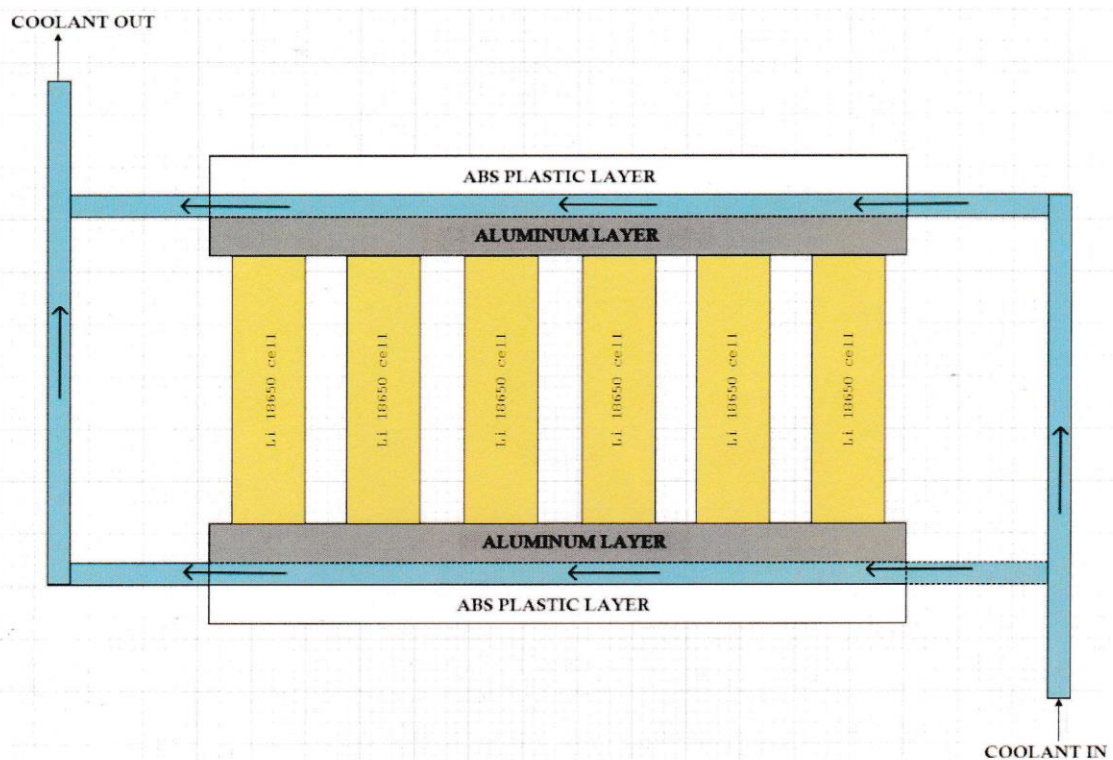 COOLANT OUT
ABS PLASTIC LAYER
ALUMINUM LAYER
Li 18650 cell
Li 18650 cell
Li 18650 cell
Li 18650 cell
Li 18650 cell
Li 18650 cell
ALUMINUM LAYER
ABS PLASTIC LAYER
COOLANT IN